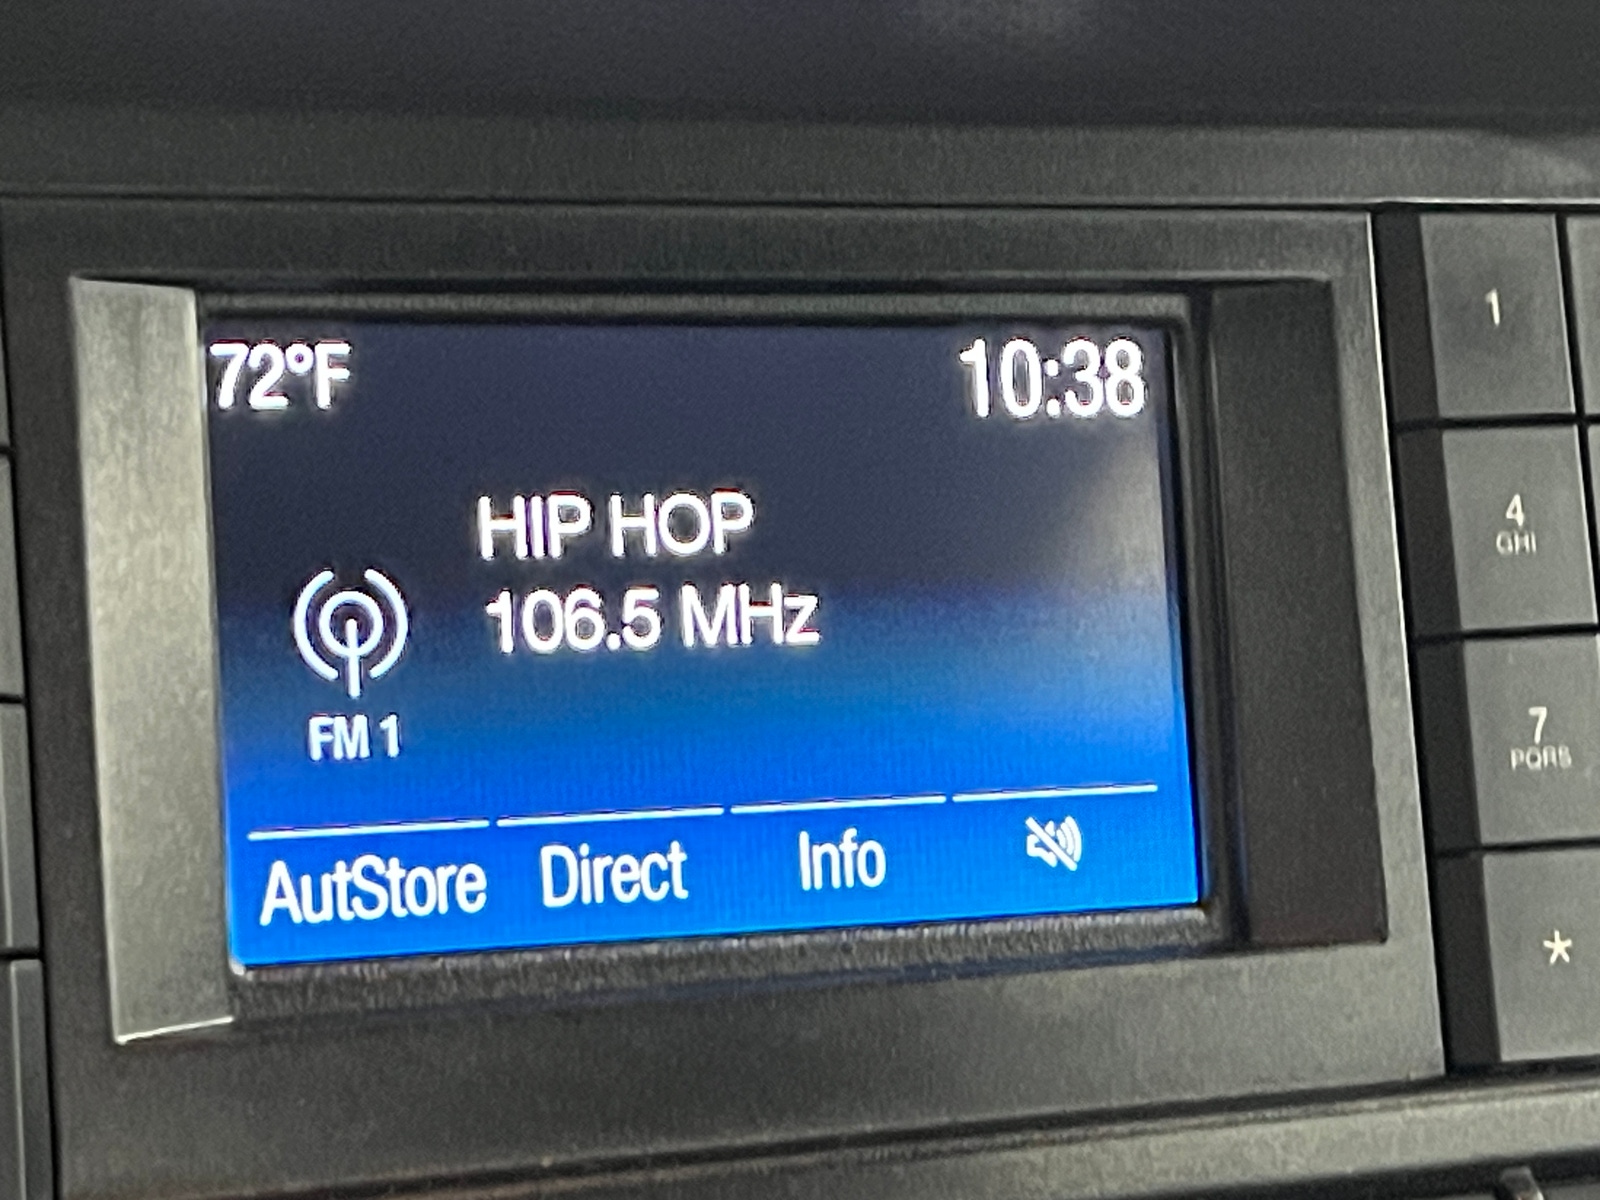 72°F 10:38
HIP HOP
106.5 MHz
FM 1
AutStore Direct Info
1
4
GHI
7
PQRS
*